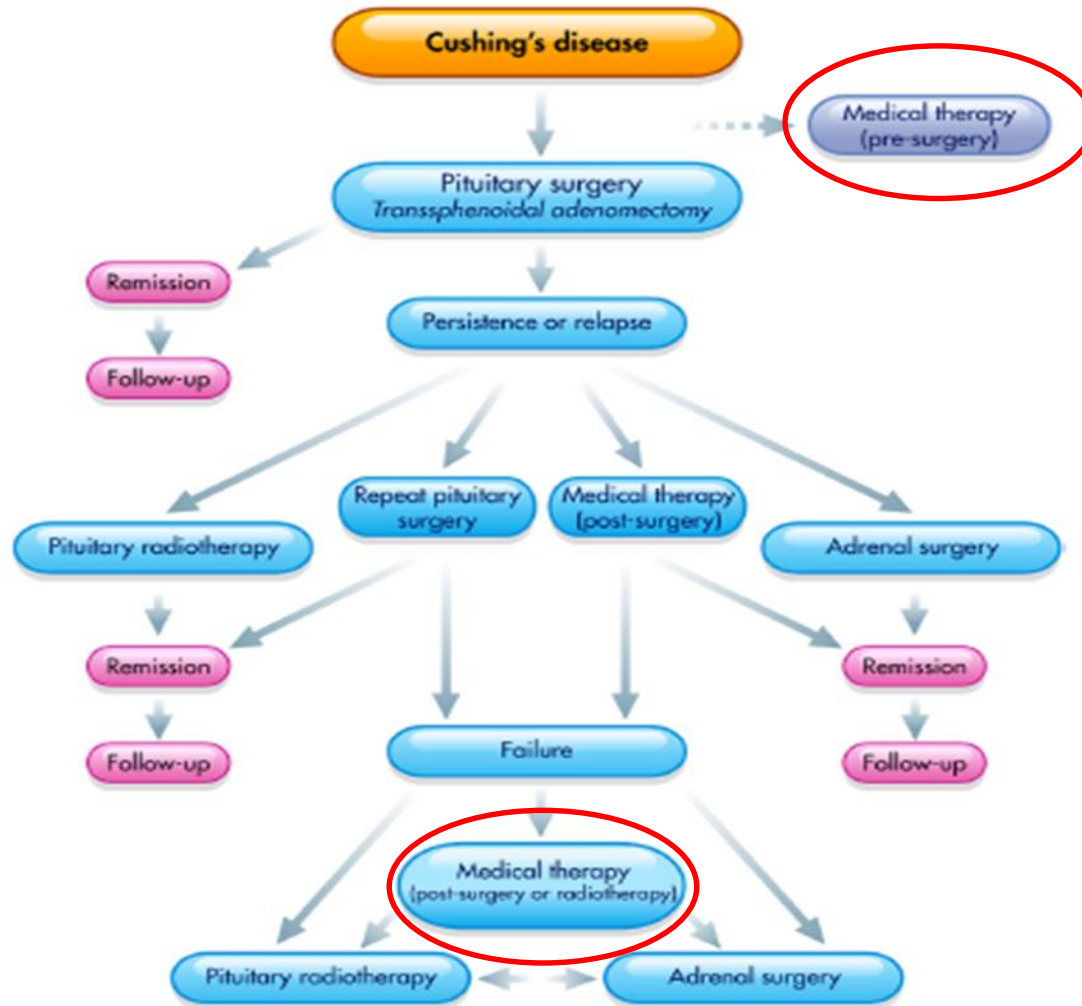 Cushing's disease
Medical therapy
(pre-surgery)
Pituitary surgery
Transsphenoidal adenomectomy
Remission
Persistence or relapse
Follow-up
Repeat pituitary
surgery
Medical therapy
(post-surgery)
Pituitary radiotherapy
Adrenal surgery
Remission
Remission
Follow-up
Failure
Follow-up
Medical therapy
(post-surgery or radiotherapy)
Pituitary radiotherapy
Adrenal surgery